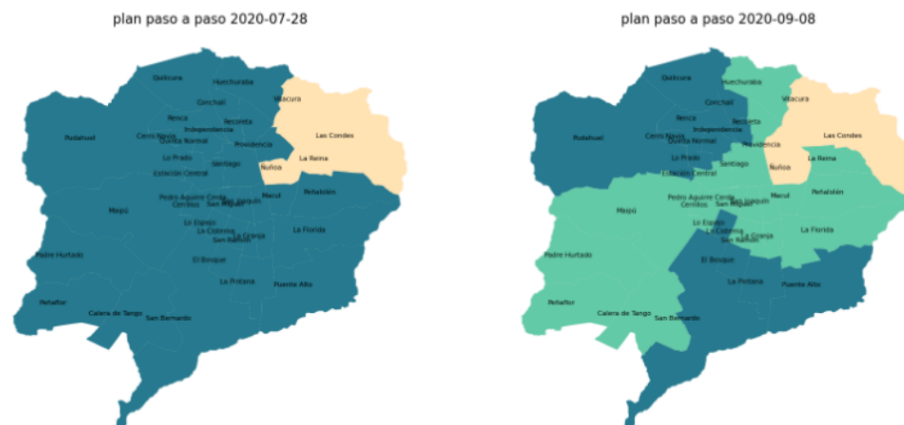 plan paso a paso 2020-07-28
Quilicura
Huechuraba
Conchalí
Vitacura
Renca
Recoleta
Independencia
Pudahuel
Cerro Navia
Quinta Normal
Providencia
Las Condes
Lo Prado
Santiago
La Reina
Ñuñoa
Estación Central
Peñalolén
Macul
Pedro Aguirre Cerda
San Joaquín
Cerrillos
San Miguel
Maipú
Lo Espejo
La Cisterna
La Granja
San Ramón
La Florida
Padre Hurtado
El Bosque
La Pintana
Puente Alto
Peñaflor
Calera de Tango
San Bernardo
plan paso a paso 2020-09-08
Quilicura
Huechuraba
Conchalí
Vitacura
Renca
Recoleta
Independencia
Pudahuel
Cerro Navia
Quinta Normal
Providencia
Las Condes
Lo Prado
Santiago
La Reina
Ñuñoa
Estación Central
Peñalolén
Macul
Pedro Aguirre Cerda
San Joaquín
Cerrillos
San Miguel
Maipú
Lo Espejo
La Cisterna
La Granja
San Ramón
La Florida
Padre Hurtado
El Bosque
La Pintana
Puente Alto
Peñaflor
Calera de Tango
San Bernardo